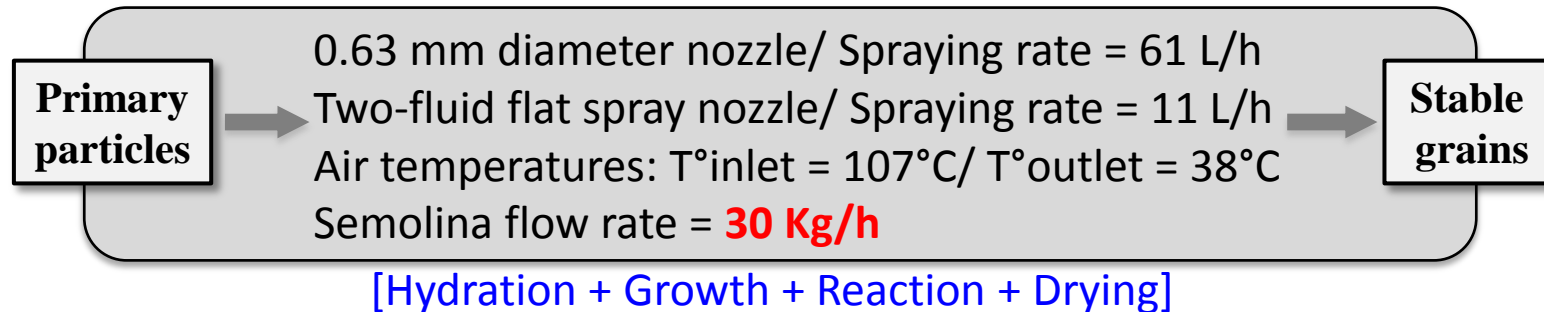 Primary
particles
0.63 mm diameter nozzle/ Spraying rate = 61 L/h
Two-fluid flat spray nozzle/ Spraying rate = 11 L/h
Air temperatures: T°inlet = 107°C/ T°outlet = 38°C
Semolina flow rate = 30 Kg/h
Stable
grains
[Hydration + Growth + Reaction + Drying]